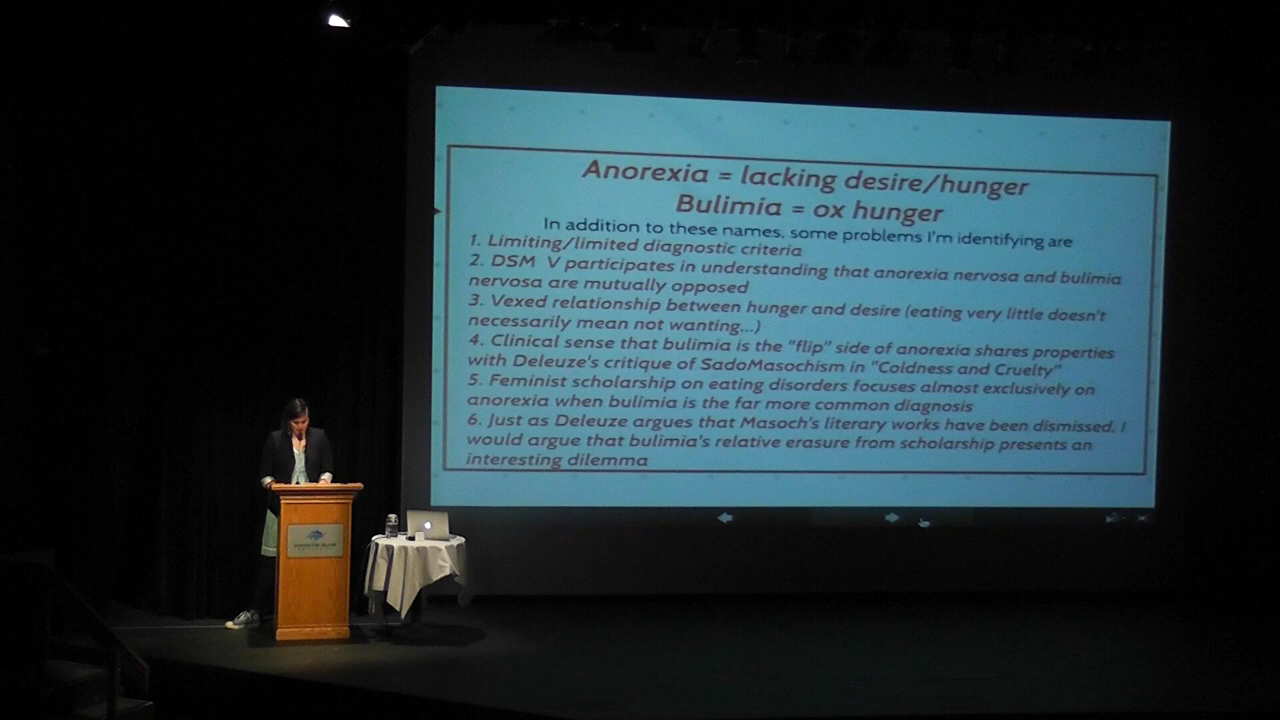 Anorexia = lacking desire/hunger
Bulimia = ox hunger
In addition to these names, some problems I'm identifying are
1. Limiting/limited diagnostic criteria
2. DSM V participates in understanding that anorexia nervosa and bulimia
nervosa are mutually opposed
3. Vexed relationship between hunger and desire (eating very little doesn't
necessarily mean not wanting...)
4. Clinical sense that bulimia is the "flip" side of anorexia shares properties
with Deleuze's critique of SadoMasochism in "Coldness and Cruelty"
5. Feminist scholarship on eating disorders focuses almost exclusively on
anorexia when bulimia is the far more common diagnosis
6. Just as Deleuze argues that Masoch's literary works have been dismissed, I
would argue that bulimia's relative erasure from scholarship presents an
interesting dilemma